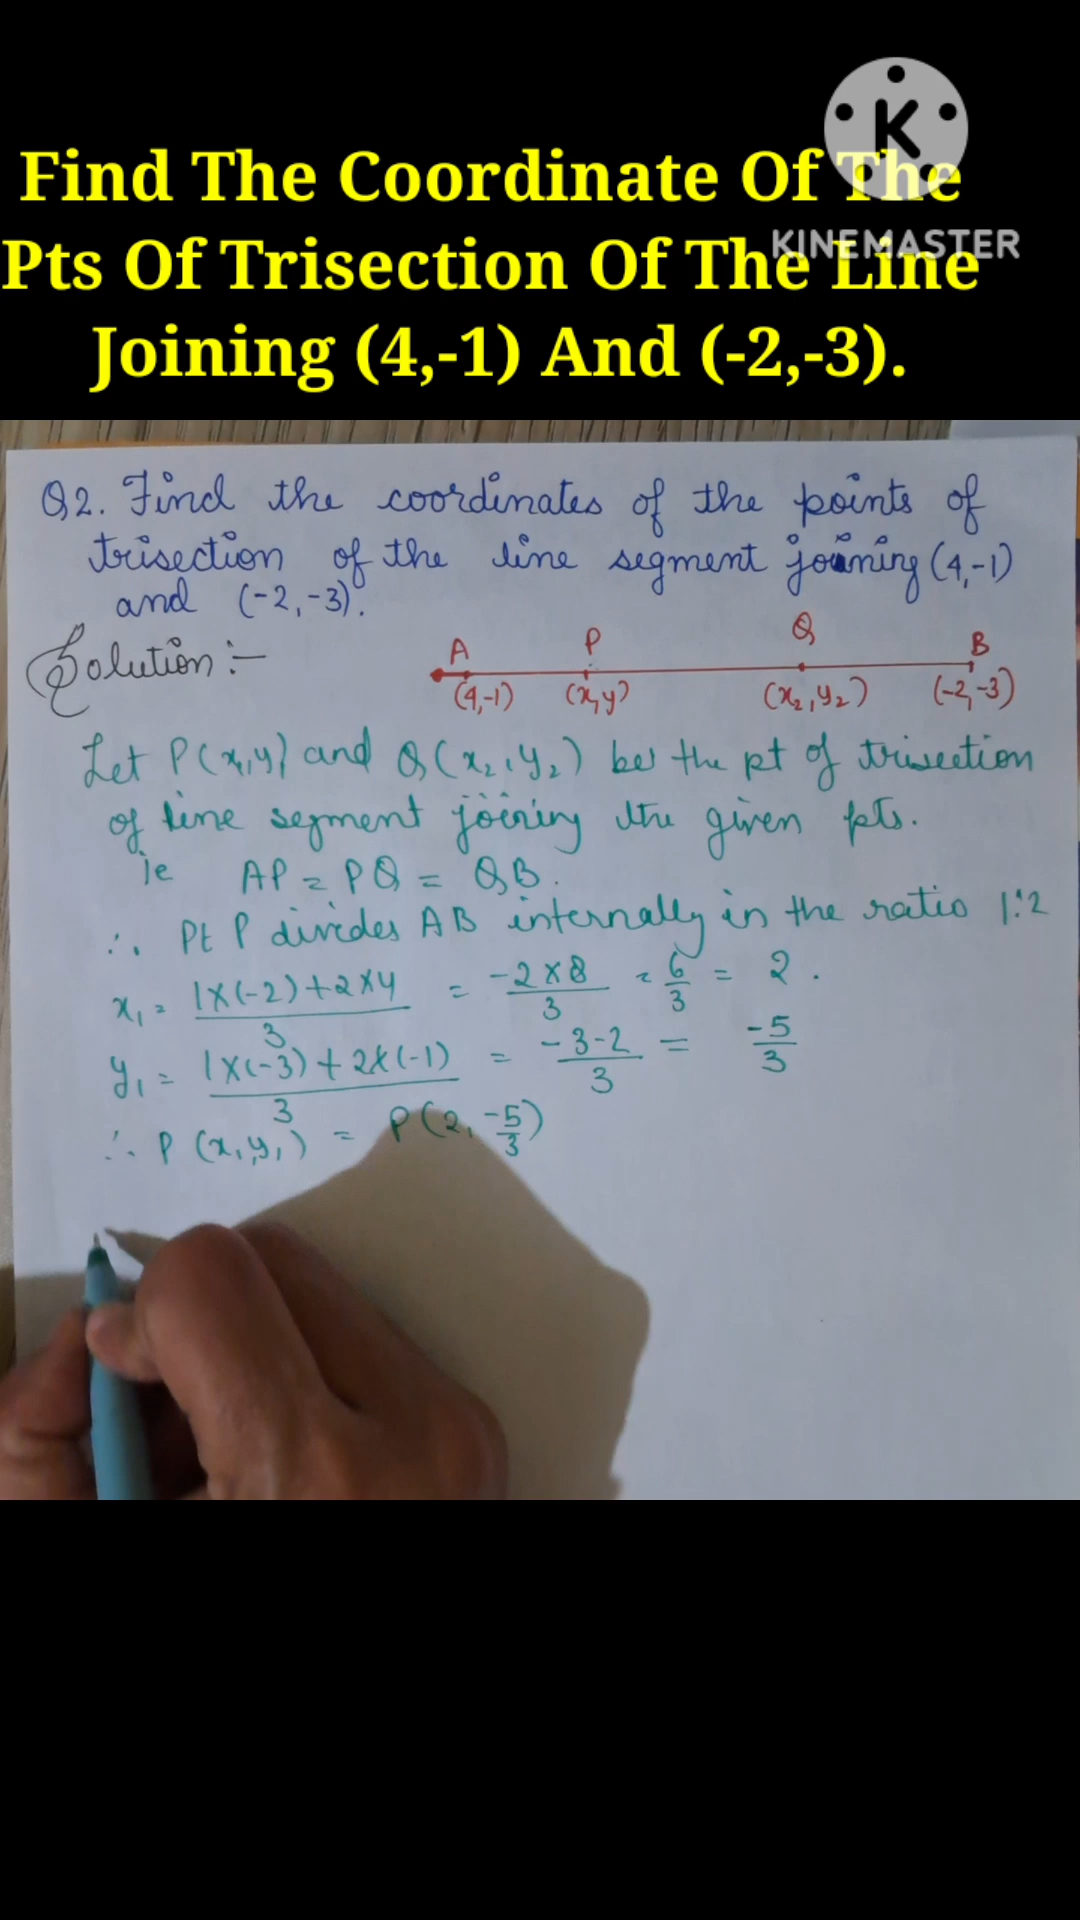 K
KINEMASTER
Find The Coordinate Of The
Pts Of Trisection Of The Line
Joining (4,-1) And (-2,-3).
Q2. Find the coordinates of the points of
trisection of the line segment joining (4,-1)
and (-2,-3).
Solution :-
A P Q B
(4,-1) (x,y) (x₂,y₂) (-2,-3)
Let P(x,y) and Q(x₂,y₂) be the pt of trisection
of line segment joining the given pts.
ie AP = PQ = QB.
∴ Pt P divides AB internally in the ratio 1:2
x₁ = 1×(-2)+2×4/3 = -2×8/3 = 6/3 = 2.
y₁ = 1×(-3)+2×(-1)/3 = -3-2/3 = -5/3
∴ P(x₁,y₁) = P(2,-5/3)